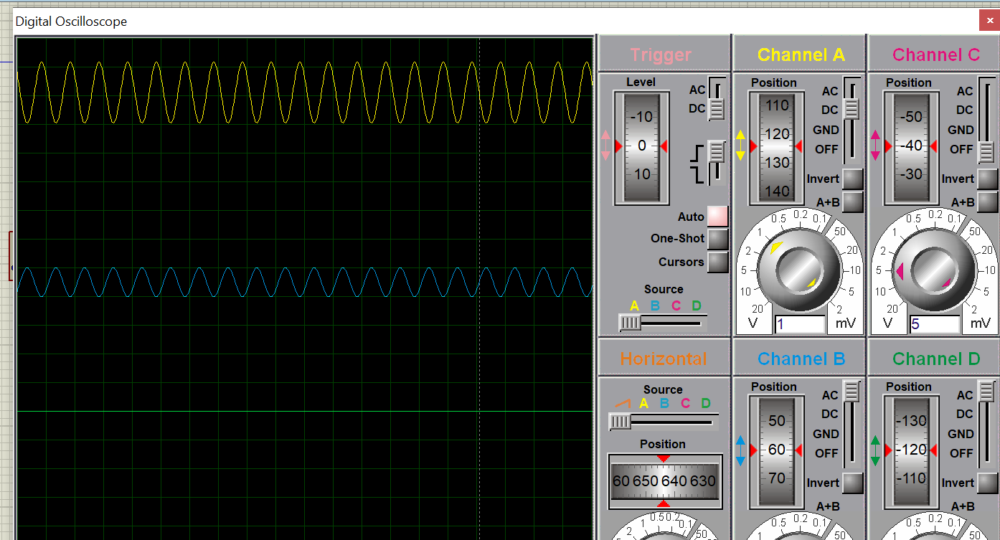 Digital Oscilloscope
Trigger
Level
-10
0
10
AC
DC
Auto
One-Shot
Cursors
Source
A B C D
Channel A
Position
110
120
130
140
AC
DC
GND
OFF
Invert
A+B
20
10
5
2
1
0.5
0.2
0.1
50
20
10
5
2
V
1
mV
Channel C
Position
-50
-40
-30
AC
DC
GND
OFF
Invert
A+B
20
10
5
2
1
0.5
0.2
0.1
50
20
10
5
2
V
5
mV
Horizontal
Source
A B C D
Position
60 650 640 630
2
1
0.5
0.2
0.1
50
Channel B
Position
50
60
70
AC
DC
GND
OFF
Invert
A+B
1
0.5
0.2
0.1
50
Channel D
Position
-130
-120
-110
AC
DC
GND
OFF
Invert
A+B
1
0.5
0.2
0.1
50